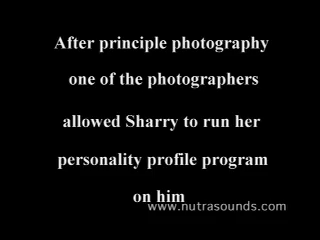 After principle photography
one of the photographers
allowed Sharry to run her
personality profile program
on him
www.nutrasounds.com